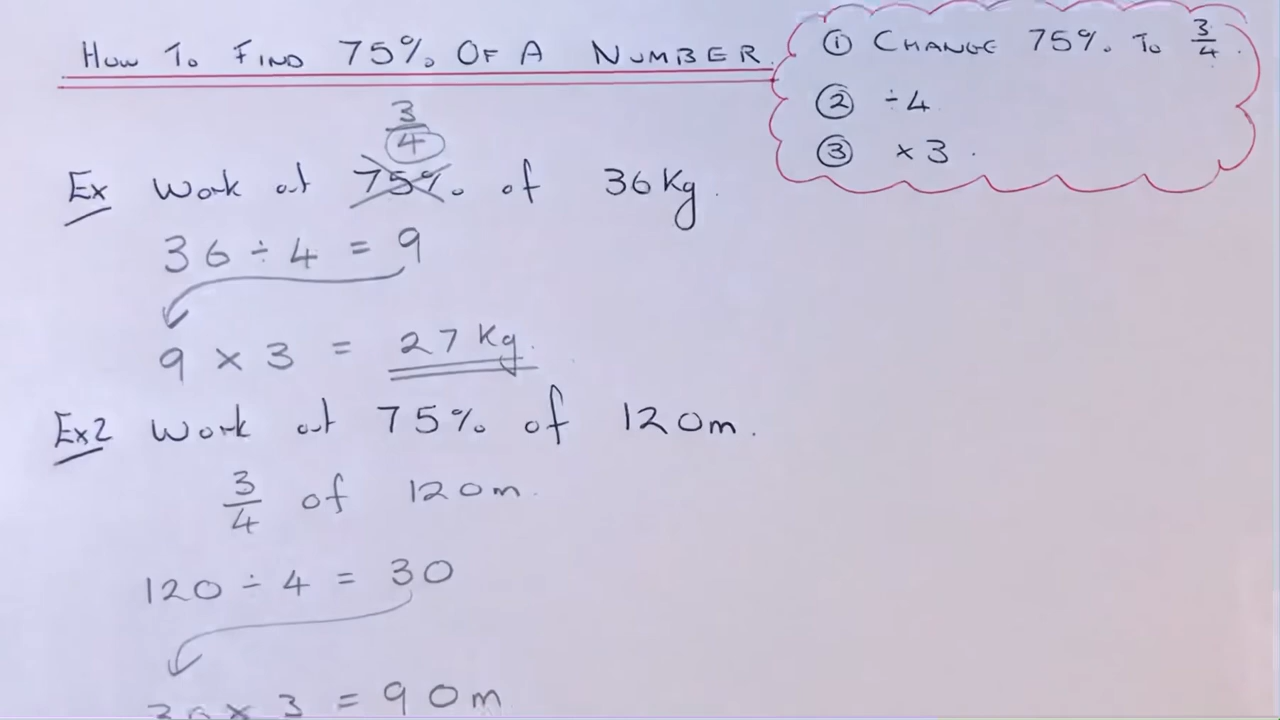 HOW TO FIND 75% OF A NUMBER.
① CHANGE 75% TO 3/4.
② ÷4
③ ×3.
3/4
Ex Work out 75% of 36Kg.
36 ÷ 4 = 9
9 × 3 = 27Kg.
Ex2 Work out 75% of 120m.
3/4 of 120m.
120 ÷ 4 = 30
30 × 3 = 90m